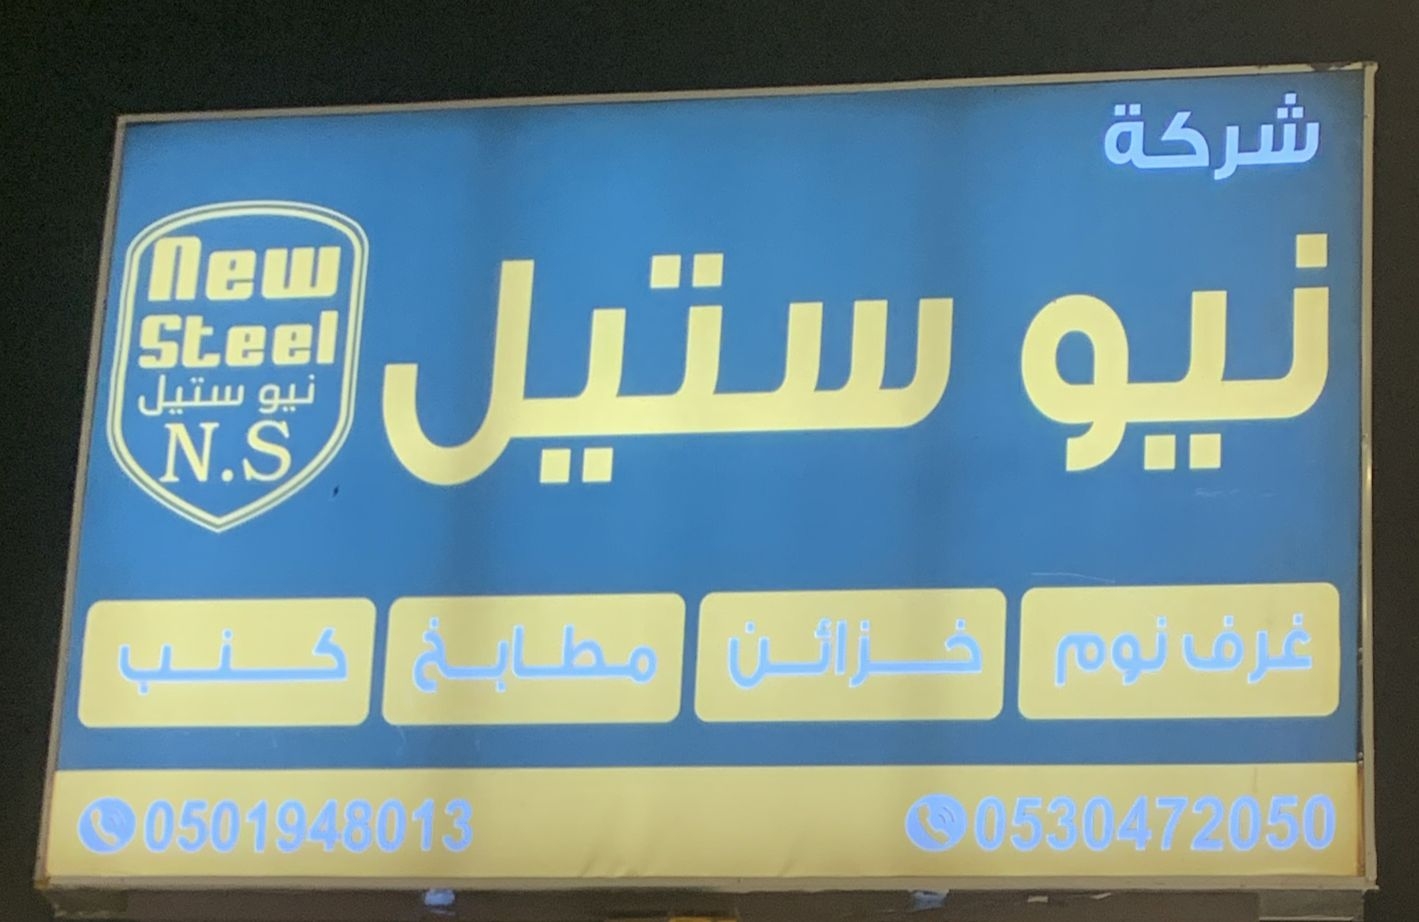 شركة
نيو ستيل
New
Steel
نيو ستيل
N.S
غرف نوم
خزائن
مطابخ
كنب
0530472050
0501948013